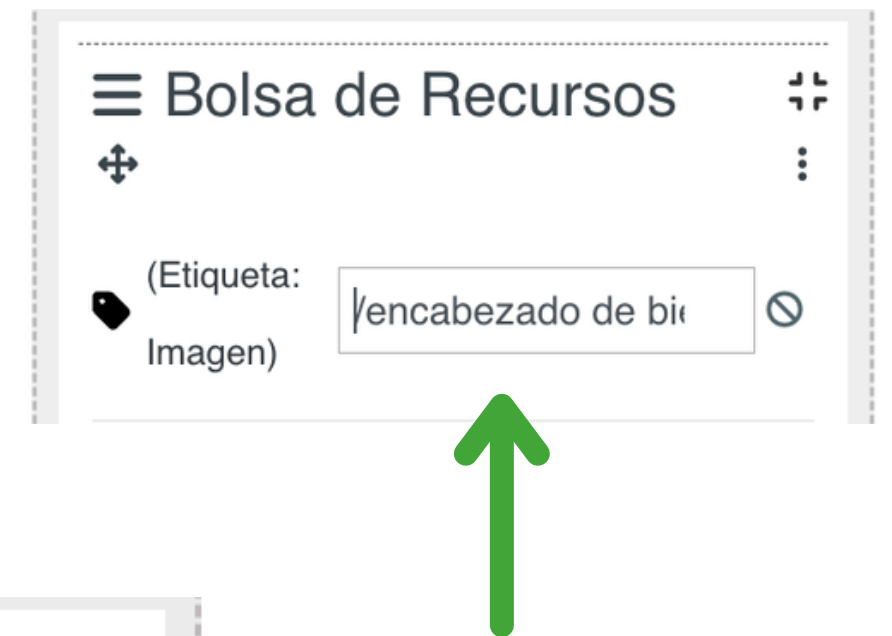 Bolsa de Recursos
(Etiqueta:
/encabezado de bi
Imagen)